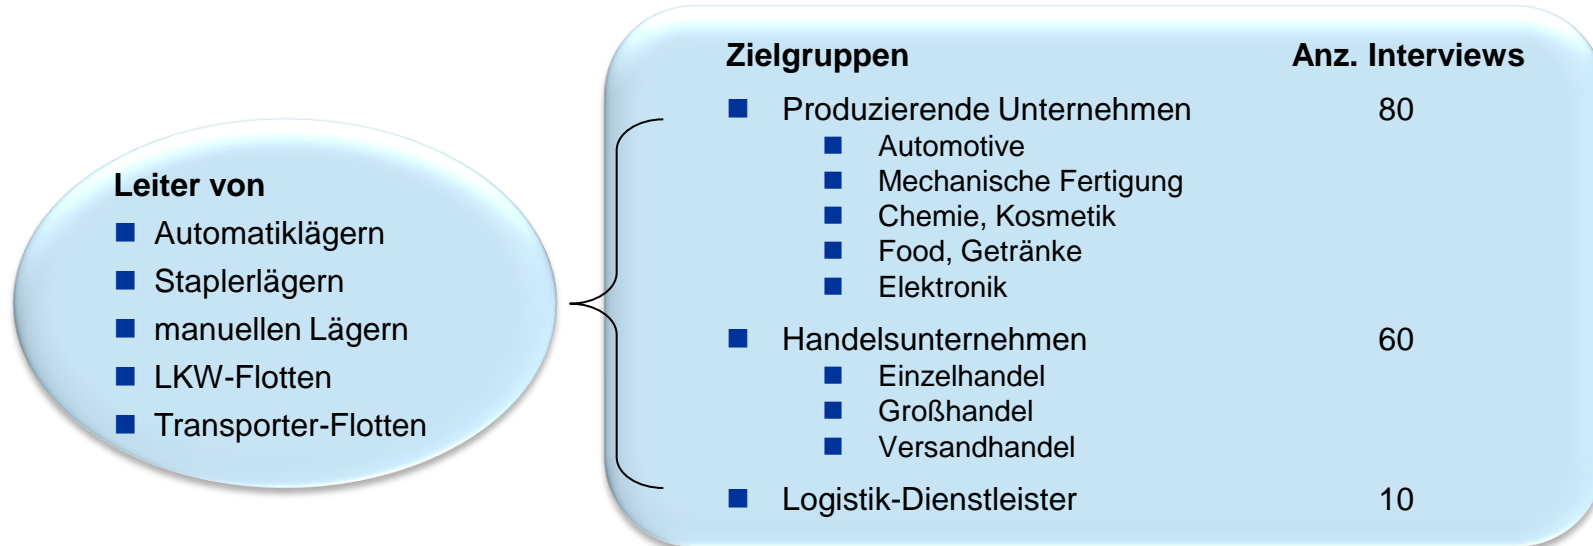 Leiter von
Automatiklägern
Staplerlägern
manuellen Lägern
LKW-Flotten
Transporter-Flotten
Zielgruppen Anz. Interviews
Produzierende Unternehmen 80
Automotive
Mechanische Fertigung
Chemie, Kosmetik
Food, Getränke
Elektronik
Handelsunternehmen 60
Einzelhandel
Großhandel
Versandhandel
Logistik-Dienstleister 10